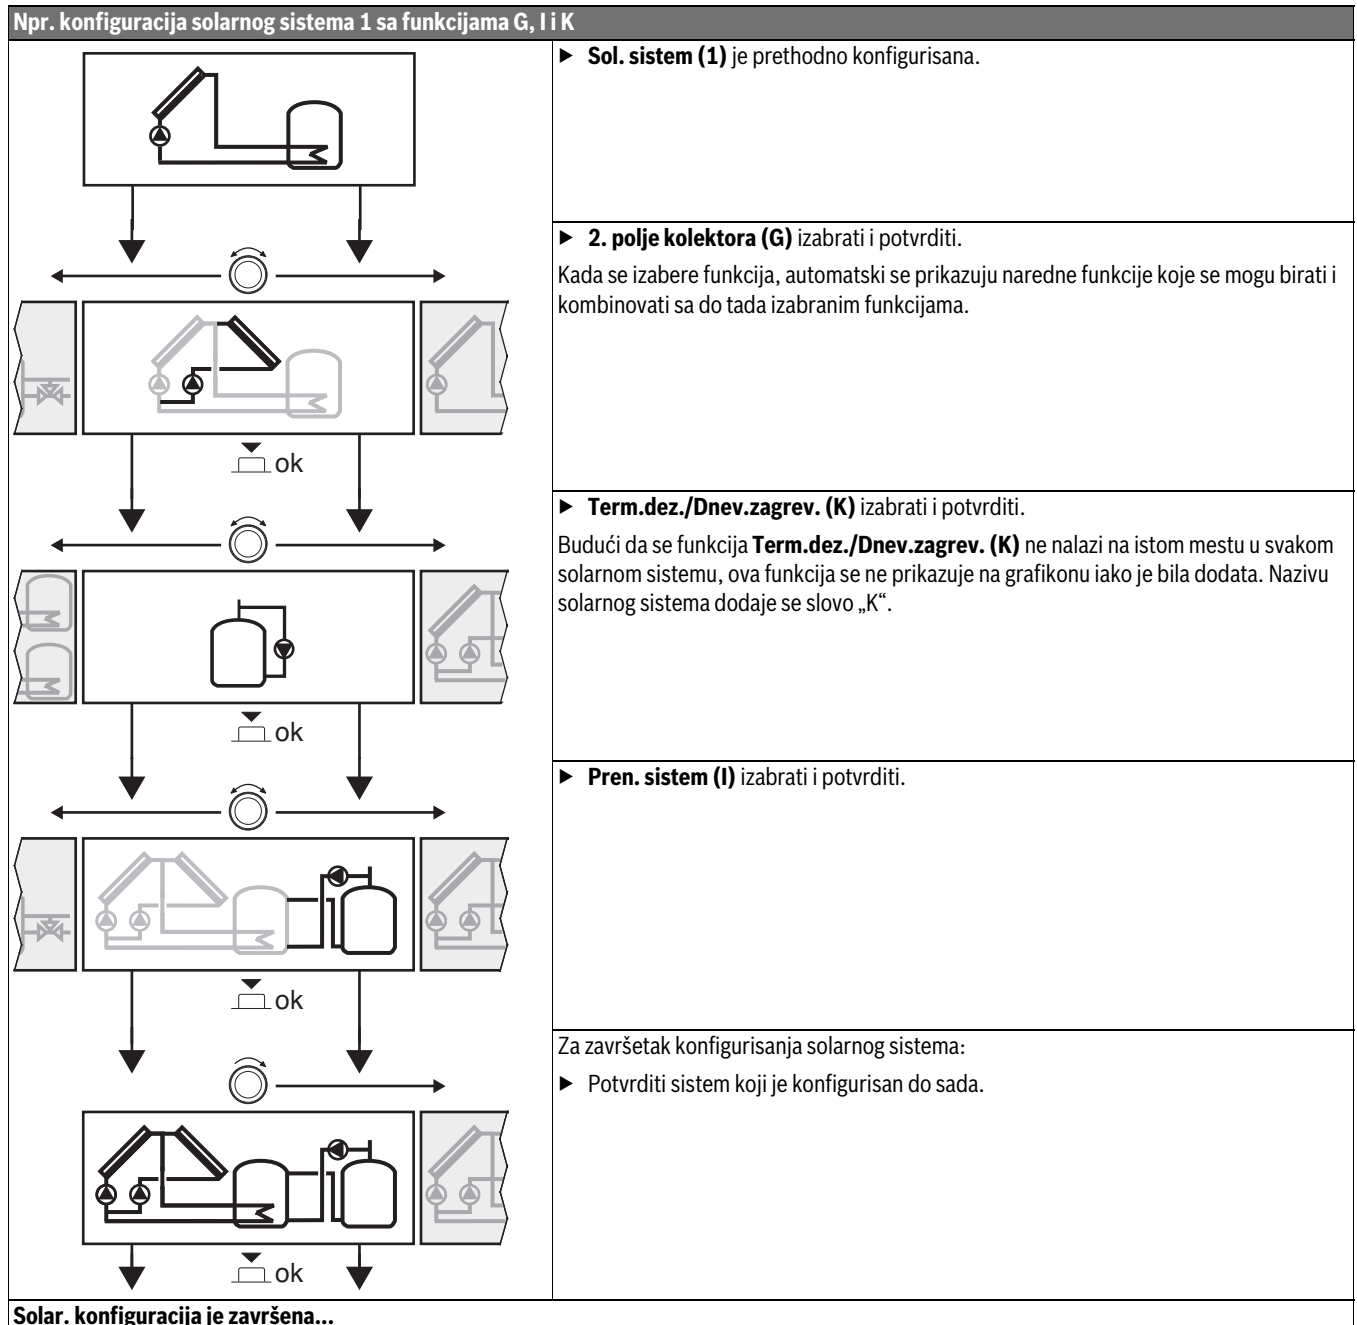 Npr. konfiguracija solarnog sistema 1 sa funkcijama G, I i K
▶ Sol. sistem (1) je prethodno konfigurisana.
▶ 2. polje kolektora (G) izabrati i potvrditi.
Kada se izabere funkcija, automatski se prikazuju naredne funkcije koje se mogu birati i
kombinovati sa do tada izabranim funkcijama.
ok
▶ Term.dez./Dnev.zagrev. (K) izabrati i potvrditi.
Budući da se funkcija Term.dez./Dnev.zagrev. (K) ne nalazi na istom mestu u svakom
solarnom sistemu, ova funkcija se ne prikazuje na grafikonu iako je bila dodata. Nazivu
solarnog sistema dodaje se slovo „K“.
ok
▶ Pren. sistem (I) izabrati i potvrditi.
ok
Za završetak konfigurisanja solarnog sistema:
▶ Potvrditi sistem koji je konfigurisan do sada.
ok
Solar. konfiguracija je završena...